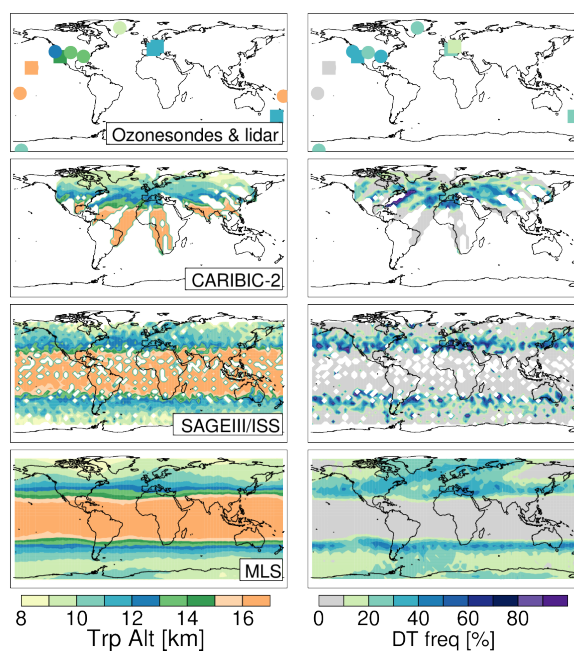 Ozonesondes & lidar
CARIBIC-2
SAGEIII/ISS
MLS
8 10 12 14 16
Trp Alt [km]
0 20 40 60 80
DT freq [%]